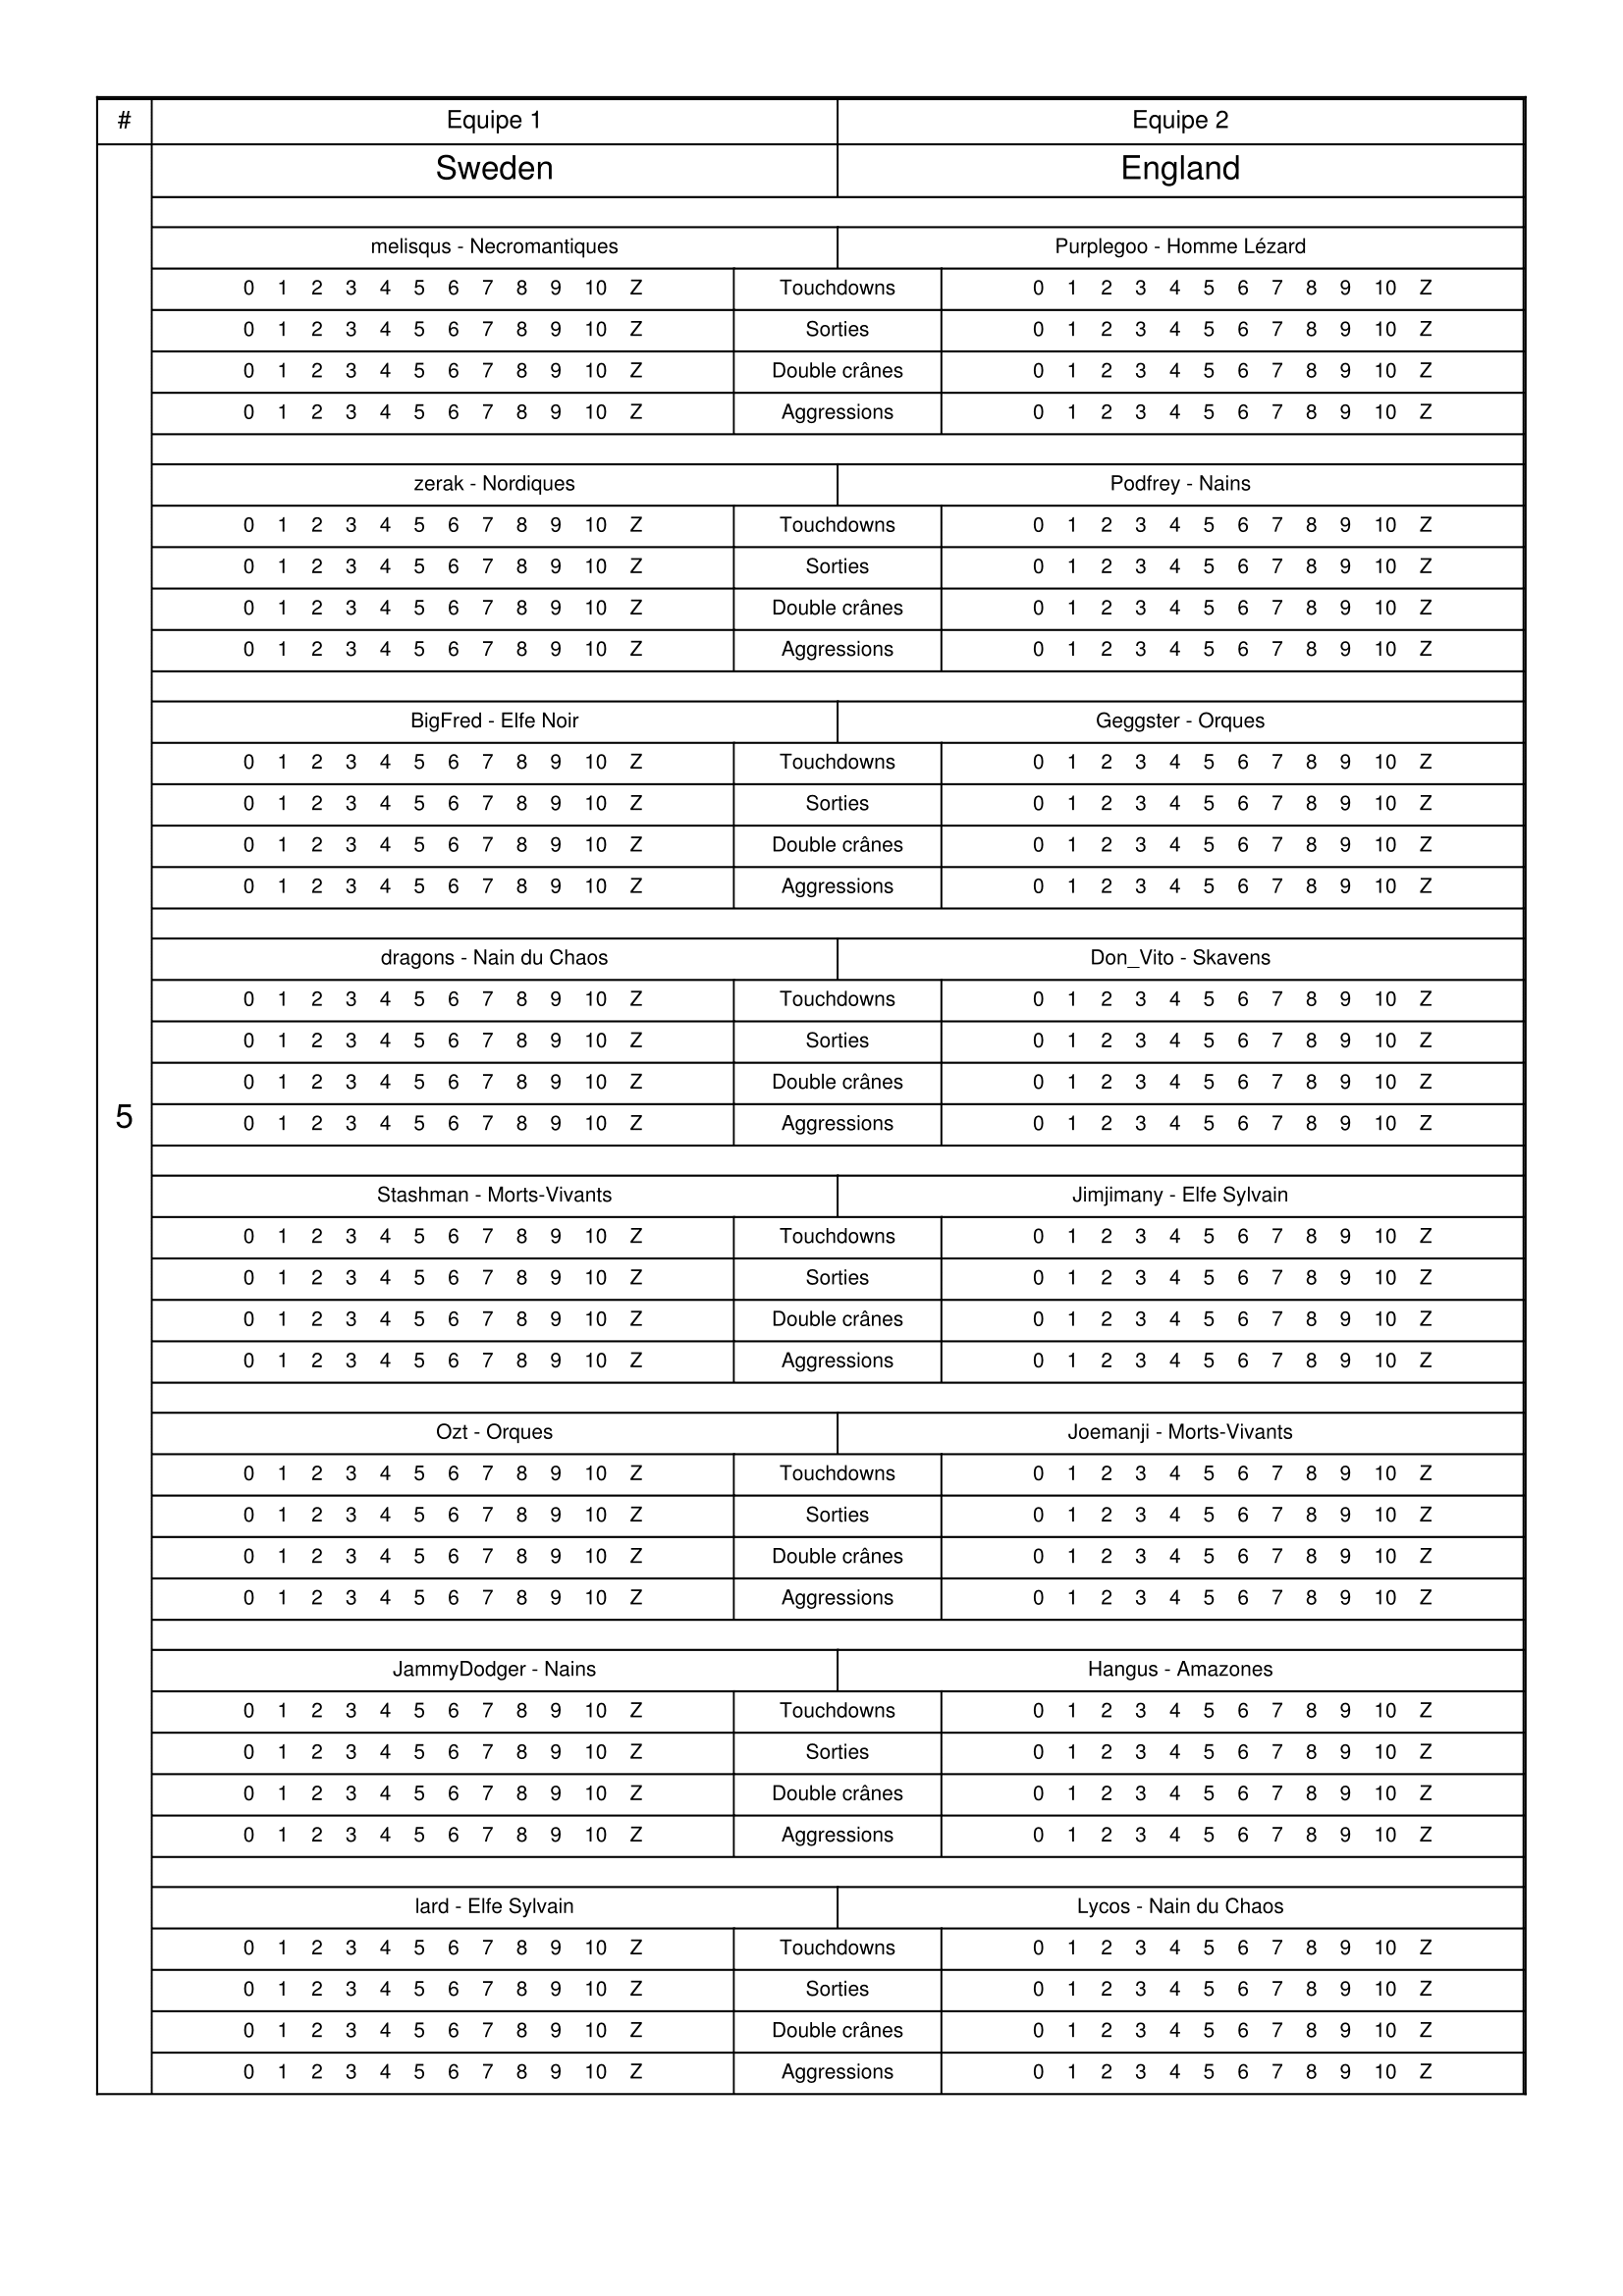 # Equipe 1 Equipe 2
Sweden England
melisqus - Necromantiques Purplegoo - Homme Lézard
0 1 2 3 4 5 6 7 8 9 10 Z Touchdowns 0 1 2 3 4 5 6 7 8 9 10 Z
0 1 2 3 4 5 6 7 8 9 10 Z Sorties 0 1 2 3 4 5 6 7 8 9 10 Z
0 1 2 3 4 5 6 7 8 9 10 Z Double crânes 0 1 2 3 4 5 6 7 8 9 10 Z
0 1 2 3 4 5 6 7 8 9 10 Z Aggressions 0 1 2 3 4 5 6 7 8 9 10 Z
zerak - Nordiques Podfrey - Nains
0 1 2 3 4 5 6 7 8 9 10 Z Touchdowns 0 1 2 3 4 5 6 7 8 9 10 Z
0 1 2 3 4 5 6 7 8 9 10 Z Sorties 0 1 2 3 4 5 6 7 8 9 10 Z
0 1 2 3 4 5 6 7 8 9 10 Z Double crânes 0 1 2 3 4 5 6 7 8 9 10 Z
0 1 2 3 4 5 6 7 8 9 10 Z Aggressions 0 1 2 3 4 5 6 7 8 9 10 Z
BigFred - Elfe Noir Geggster - Orques
0 1 2 3 4 5 6 7 8 9 10 Z Touchdowns 0 1 2 3 4 5 6 7 8 9 10 Z
0 1 2 3 4 5 6 7 8 9 10 Z Sorties 0 1 2 3 4 5 6 7 8 9 10 Z
0 1 2 3 4 5 6 7 8 9 10 Z Double crânes 0 1 2 3 4 5 6 7 8 9 10 Z
0 1 2 3 4 5 6 7 8 9 10 Z Aggressions 0 1 2 3 4 5 6 7 8 9 10 Z
dragons - Nain du Chaos Don_Vito - Skavens
0 1 2 3 4 5 6 7 8 9 10 Z Touchdowns 0 1 2 3 4 5 6 7 8 9 10 Z
0 1 2 3 4 5 6 7 8 9 10 Z Sorties 0 1 2 3 4 5 6 7 8 9 10 Z
0 1 2 3 4 5 6 7 8 9 10 Z Double crânes 0 1 2 3 4 5 6 7 8 9 10 Z
5 0 1 2 3 4 5 6 7 8 9 10 Z Aggressions 0 1 2 3 4 5 6 7 8 9 10 Z
Stashman - Morts-Vivants Jimjimany - Elfe Sylvain
0 1 2 3 4 5 6 7 8 9 10 Z Touchdowns 0 1 2 3 4 5 6 7 8 9 10 Z
0 1 2 3 4 5 6 7 8 9 10 Z Sorties 0 1 2 3 4 5 6 7 8 9 10 Z
0 1 2 3 4 5 6 7 8 9 10 Z Double crânes 0 1 2 3 4 5 6 7 8 9 10 Z
0 1 2 3 4 5 6 7 8 9 10 Z Aggressions 0 1 2 3 4 5 6 7 8 9 10 Z
Ozt - Orques Joemanji - Morts-Vivants
0 1 2 3 4 5 6 7 8 9 10 Z Touchdowns 0 1 2 3 4 5 6 7 8 9 10 Z
0 1 2 3 4 5 6 7 8 9 10 Z Sorties 0 1 2 3 4 5 6 7 8 9 10 Z
0 1 2 3 4 5 6 7 8 9 10 Z Double crânes 0 1 2 3 4 5 6 7 8 9 10 Z
0 1 2 3 4 5 6 7 8 9 10 Z Aggressions 0 1 2 3 4 5 6 7 8 9 10 Z
JammyDodger - Nains Hangus - Amazones
0 1 2 3 4 5 6 7 8 9 10 Z Touchdowns 0 1 2 3 4 5 6 7 8 9 10 Z
0 1 2 3 4 5 6 7 8 9 10 Z Sorties 0 1 2 3 4 5 6 7 8 9 10 Z
0 1 2 3 4 5 6 7 8 9 10 Z Double crânes 0 1 2 3 4 5 6 7 8 9 10 Z
0 1 2 3 4 5 6 7 8 9 10 Z Aggressions 0 1 2 3 4 5 6 7 8 9 10 Z
lard - Elfe Sylvain Lycos - Nain du Chaos
0 1 2 3 4 5 6 7 8 9 10 Z Touchdowns 0 1 2 3 4 5 6 7 8 9 10 Z
0 1 2 3 4 5 6 7 8 9 10 Z Sorties 0 1 2 3 4 5 6 7 8 9 10 Z
0 1 2 3 4 5 6 7 8 9 10 Z Double crânes 0 1 2 3 4 5 6 7 8 9 10 Z
0 1 2 3 4 5 6 7 8 9 10 Z Aggressions 0 1 2 3 4 5 6 7 8 9 10 Z